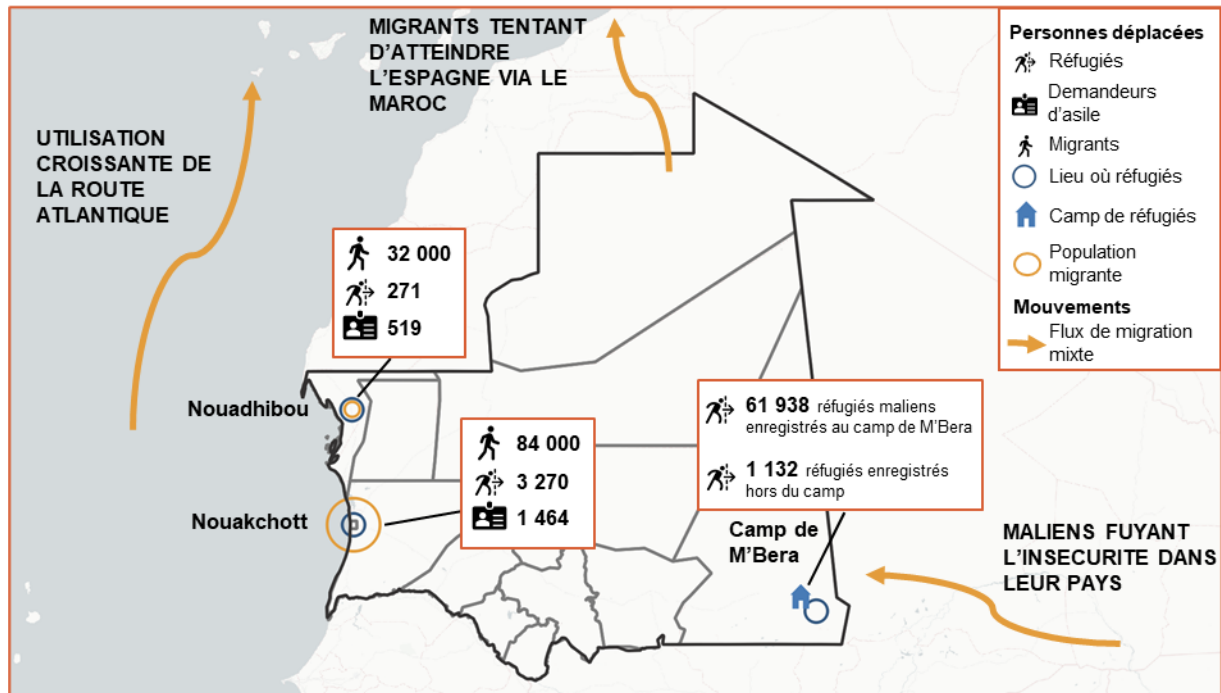 MIGRANTS TENTANT
D'ATTEINDRE
L'ESPAGNE VIA LE
MAROC
UTILISATION
CROISSANTE DE
LA ROUTE
ATLANTIQUE
Personnes déplacées
Réfugiés
Demandeurs
d'asile
Migrants
Lieu où réfugiés
Camp de réfugiés
Population
migrante
Mouvements
Flux de migration
mixte
32 000
271
519
Nouadhibou
84 000
3 270
1 464
Nouakchott
61 938 réfugiés maliens
enregistrés au camp de M'Bera
1 132 réfugiés enregistrés
hors du camp
Camp de
M'Bera
MALIENS FUYANT
L'INSECURITE DANS
LEUR PAYS